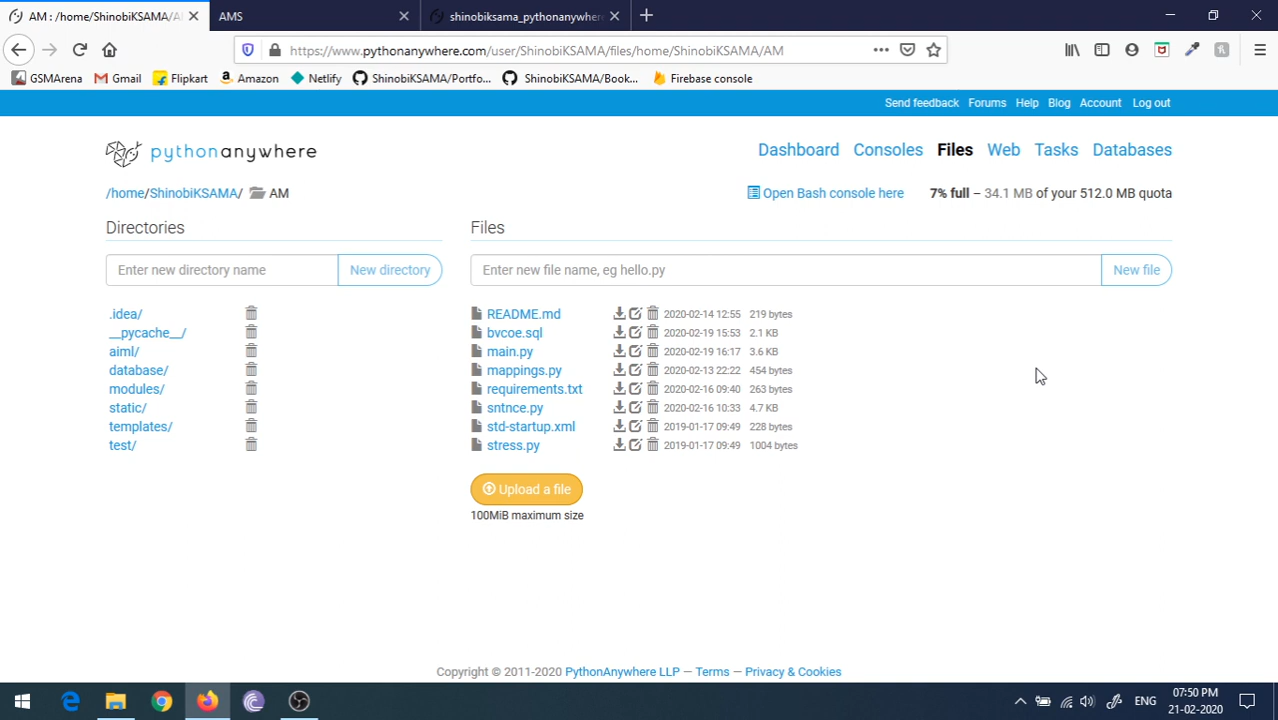 AM : /home/ShinobiKSAMA/A
AMS
shinobiksama_pythonanywhere
https://www.pythonanywhere.com/user/ShinobiKSAMA/files/home/ShinobiKSAMA/AM
GSMArena Gmail Flipkart Amazon Netlify ShinobiKSAMA/Portfo... ShinobiKSAMA/Book... Firebase console
Send feedback Forums Help Blog Account Log out
pythonanywhere
Dashboard Consoles Files Web Tasks Databases
/home/ShinobiKSAMA/ AM
Open Bash console here 7% full – 34.1 MB of your 512.0 MB quota
Directories
Enter new directory name New directory
.idea/
__pycache__/
aiml/
database/
modules/
static/
templates/
test/
Files
Enter new file name, eg hello.py New file
README.md 2020-02-14 12:55 219 bytes
bvcoe.sql 2020-02-19 15:53 2.1 KB
main.py 2020-02-19 16:17 3.6 KB
mappings.py 2020-02-13 22:22 454 bytes
requirements.txt 2020-02-16 09:40 263 bytes
sntnce.py 2020-02-16 10:33 4.7 KB
std-startup.xml 2019-01-17 09:49 228 bytes
stress.py 2019-01-17 09:49 1004 bytes
Upload a file
100MiB maximum size
Copyright © 2011-2020 PythonAnywhere LLP — Terms — Privacy & Cookies
ENG
07:50 PM
21-02-2020